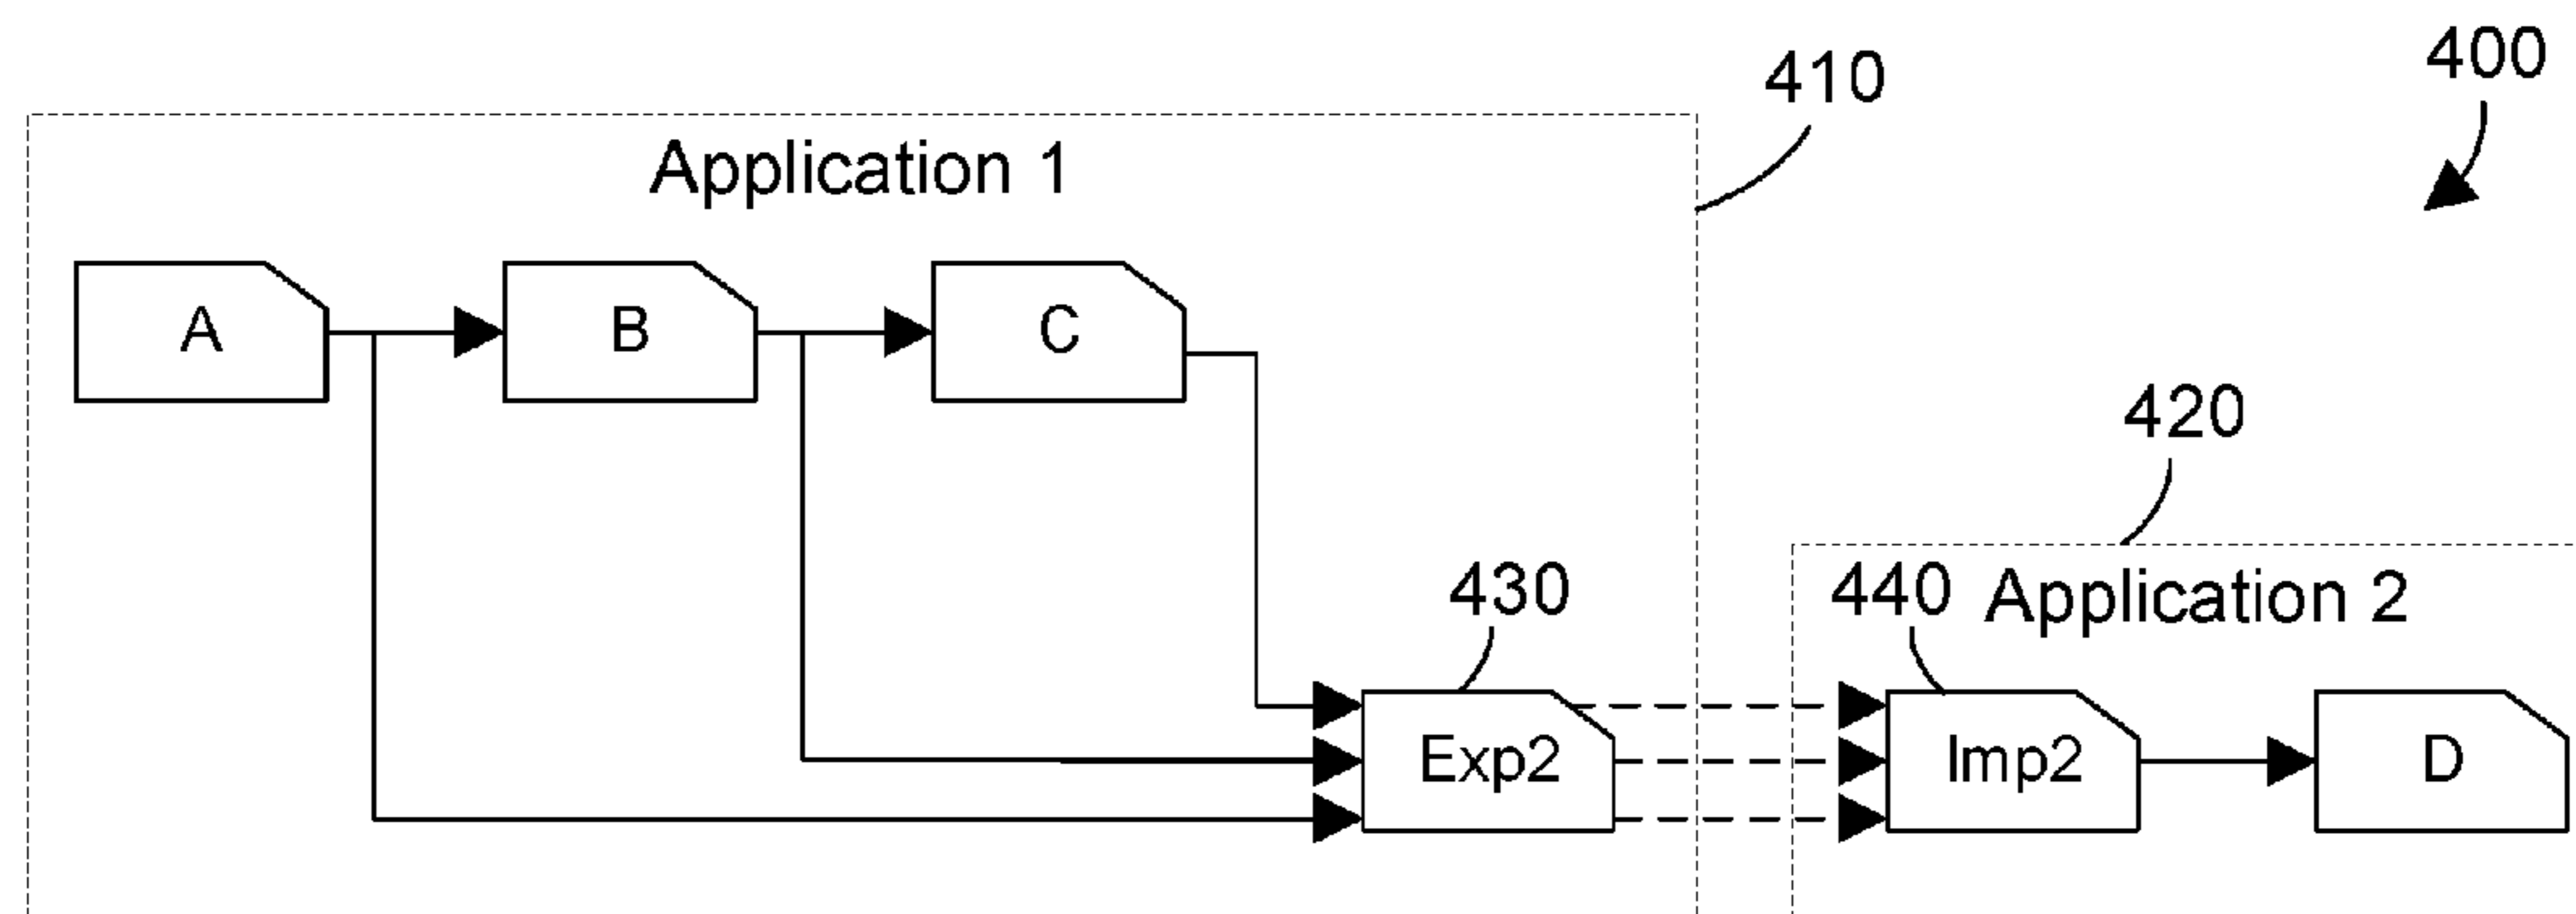 400
410
Application 1
A
B
C
420
430
440
Application 2
Exp2
Imp2
D